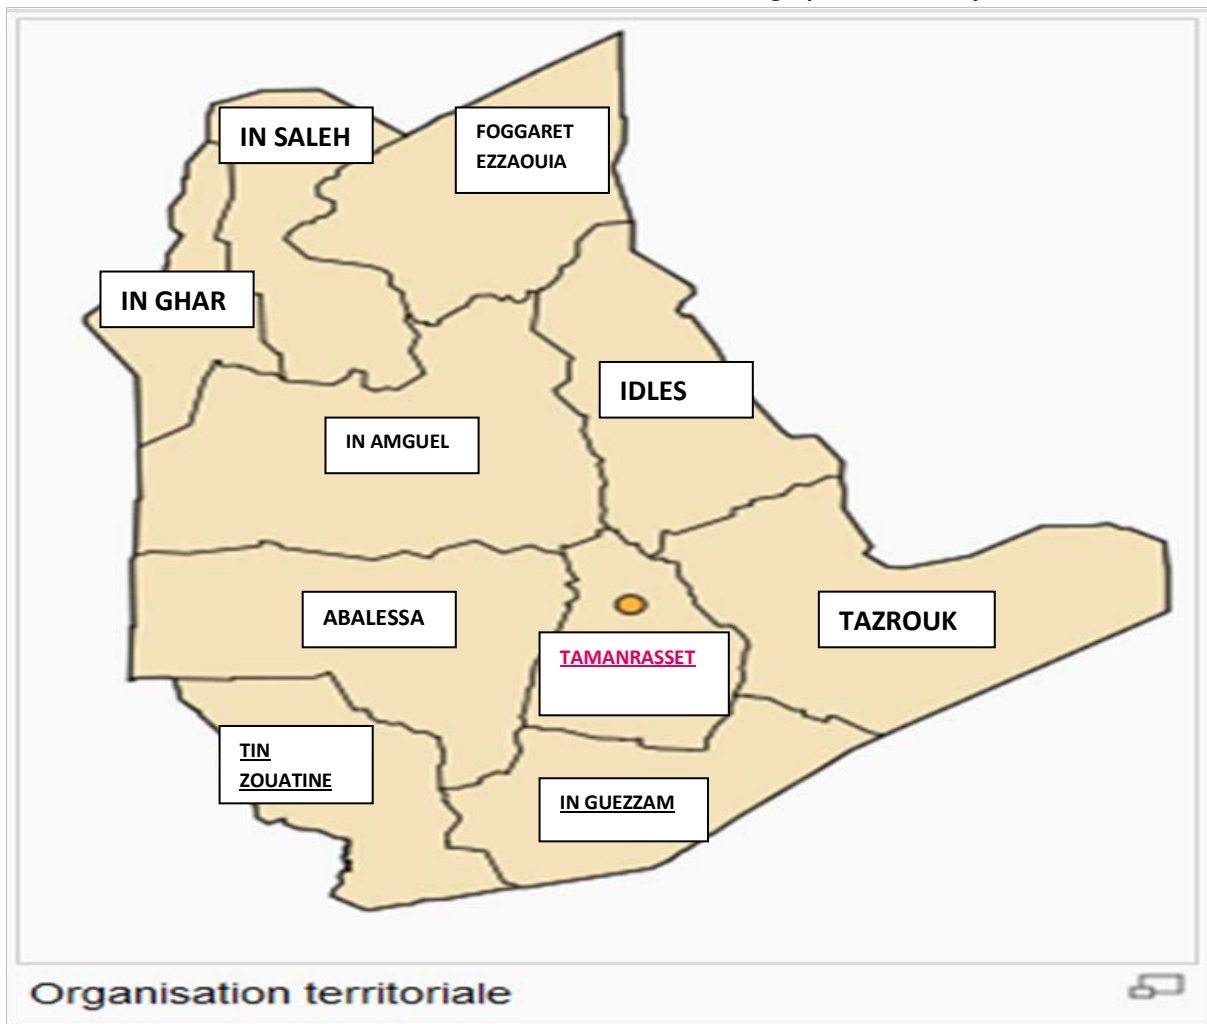 IN SALEH
FOGGARET
EZZAOUIA
IN GHAR
IDLES
IN AMGUEL
ABALESSA
TAZROUK
TAMANRASSET
TIN
ZOUATINE
IN GUEZZAM
Organisation territoriale